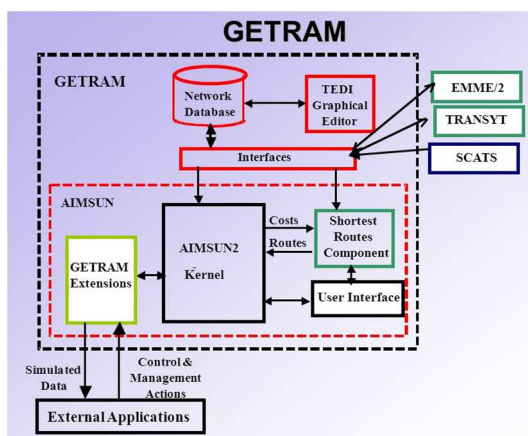 GETRAM
GETRAM
Network
Database
TEDI
Graphical
Editor
EMME/2
TRANSYT
SCATS
Interfaces
AIMSUN
GETRAM
Extensions
AIMSUN2
Kernel
Costs
Routes
Shortest
Routes
Component
User Interface
Simulated
Data
Control &
Management
Actions
External Applications